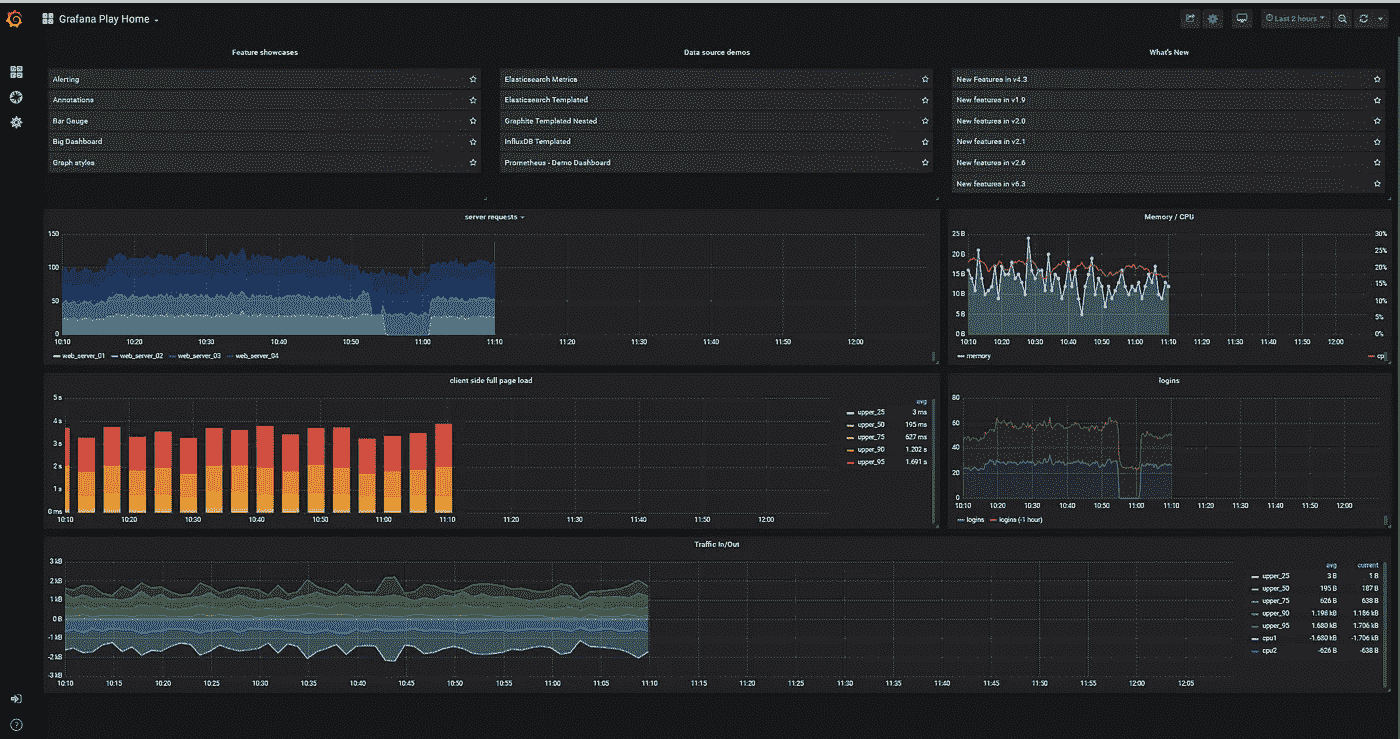 Grafana Play Home
Last 2 hours
Feature showcases
Alerting
Annotations
Bar Gauge
Big Dashboard
Graph styles
Data source demos
Elasticsearch Metrics
Elasticsearch Templated
Graphite Templated Nested
InfluxDB Templated
Prometheus - Demo Dashboard
What's New
New Features in v4.3
New features in v1.9
New features in v2.0
New features in v2.1
New features in v2.6
New features in v6.3
server requests
150
100
50
0
10:10 10:20 10:30 10:40 10:50 11:00 11:10 11:20 11:30 11:40 11:50 12:00
web_server_01 web_server_02 web_server_03 web_server_04
Memory / CPU
25 B 30%
20 B 25%
15 B 20%
10 B 15%
5 B 10%
0 B 5%
0%
10:10 10:20 10:30 10:40 10:50 11:00 11:10 11:20 11:30 11:40 11:50 12:00
memory cp
client side full page load
5 s
4 s
3 s
2 s
1 s
0 ms
10:10 10:20 10:30 10:40 10:50 11:00 11:10 11:20 11:30 11:40 11:50 12:00
avg
upper_25 3 ms
upper_50 195 ms
upper_75 627 ms
upper_90 1.202 s
upper_95 1.691 s
logins
80
60
40
20
0
10:10 10:20 10:30 10:40 10:50 11:00 11:10 11:20 11:30 11:40 11:50 12:00
logins logins (-1 hour)
Traffic In/Out
3 kB
2 kB
1 kB
0 B
-1 kB
-2 kB
-3 kB
10:10 10:15 10:20 10:25 10:30 10:35 10:40 10:45 10:50 10:55 11:00 11:05 11:10 11:15 11:20 11:25 11:30 11:35 11:40 11:45 11:50 11:55 12:00 12:05
avg current
upper_25 3 B 1 B
upper_50 195 B 187 B
upper_75 626 B 638 B
upper_90 1.198 kB 1.186 kB
upper_95 1.680 kB 1.706 kB
cpu1 -1.680 kB -1.706 kB
cpu2 -626 B -638 B